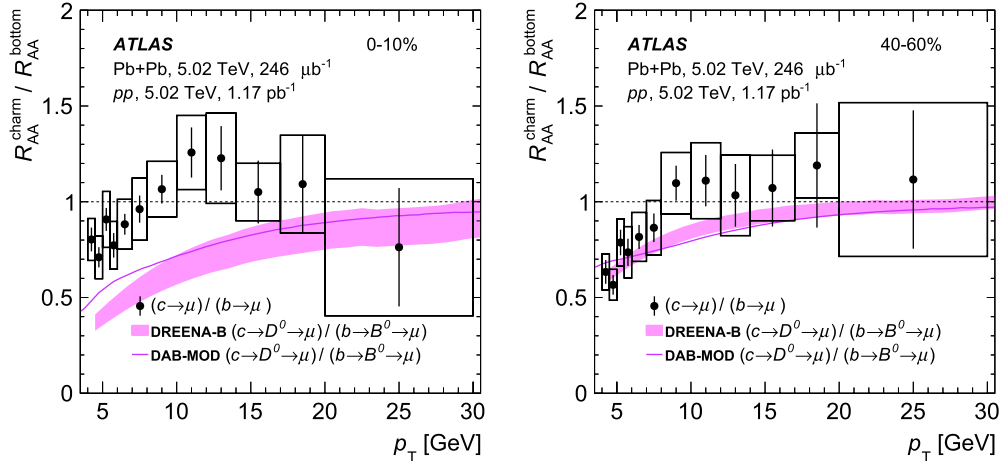 2
1.5
1
0.5
0
R_AA^charm / R_AA^bottom
ATLAS 0-10%
Pb+Pb, 5.02 TeV, 246 μb⁻¹
pp, 5.02 TeV, 1.17 pb⁻¹
(c→μ) / (b→μ)
DREENA-B (c→D⁰→μ) / (b→B⁰→μ)
DAB-MOD (c→D⁰→μ) / (b→B⁰→μ)
5 10 15 20 25 30
p_T [GeV]
2
1.5
1
0.5
0
R_AA^charm / R_AA^bottom
ATLAS 40-60%
Pb+Pb, 5.02 TeV, 246 μb⁻¹
pp, 5.02 TeV, 1.17 pb⁻¹
(c→μ) / (b→μ)
DREENA-B (c→D⁰→μ) / (b→B⁰→μ)
DAB-MOD (c→D⁰→μ) / (b→B⁰→μ)
5 10 15 20 25 30
p_T [GeV]